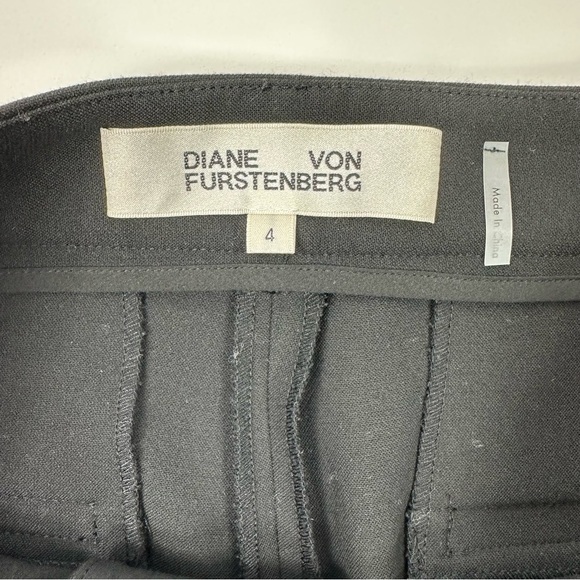 DIANE VON
FURSTENBERG
4
Made In China